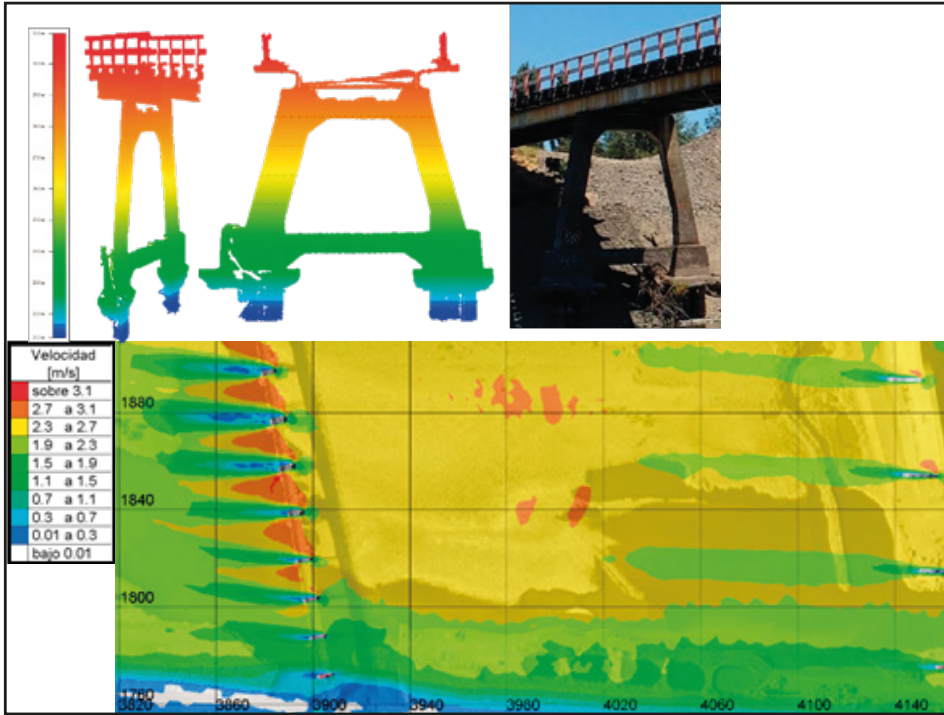 Velocidad
[m/s]
sobre 3.1
2.7 a 3.1
2.3 a 2.7
1.9 a 2.3
1.5 a 1.9
1.1 a 1.5
0.7 a 1.1
0.3 a 0.7
0.01 a 0.3
bajo 0.01
1880
1840
1800
1760
3820 3860 3900 3940 3980 4020 4060 4100 4140